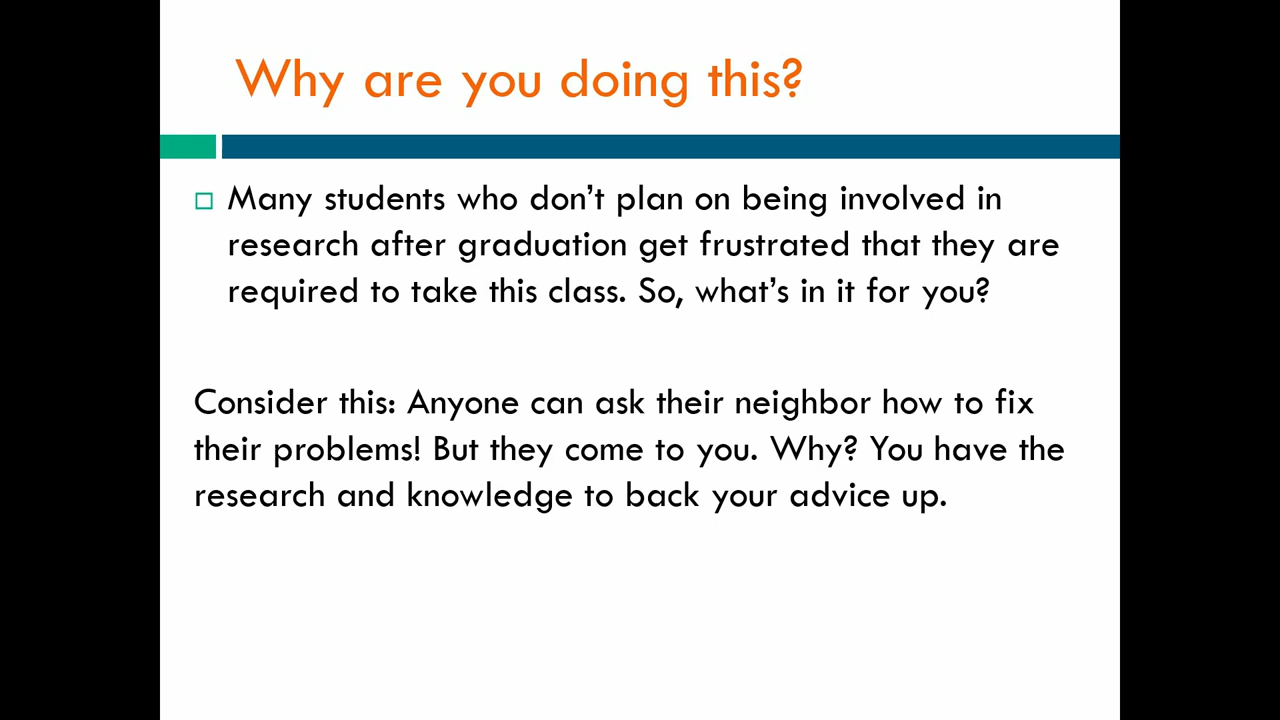 Why are you doing this?
Many students who don’t plan on being involved in
research after graduation get frustrated that they are
required to take this class. So, what’s in it for you?
Consider this: Anyone can ask their neighbor how to fix
their problems! But they come to you. Why? You have the
research and knowledge to back your advice up.